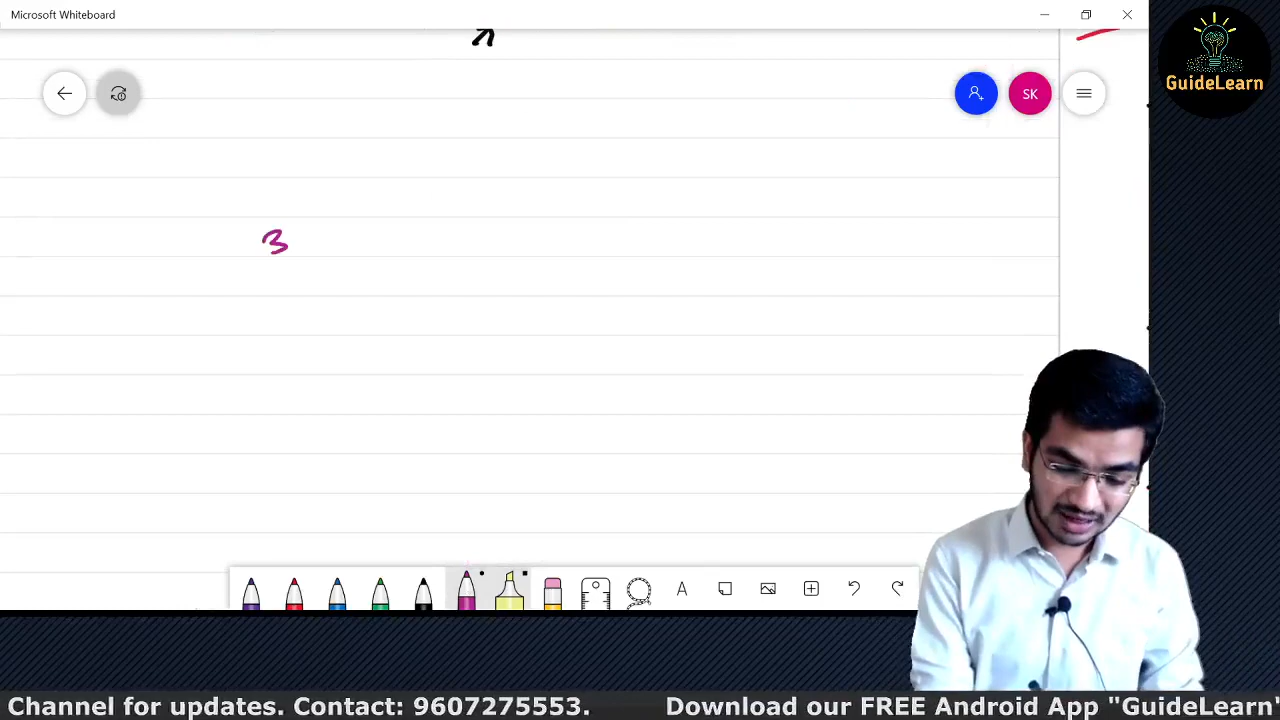 Microsoft Whiteboard
GuideLearn
SK
3
A
Channel for updates. Contact: 9607275553. Download our FREE Android App "GuideLearn"